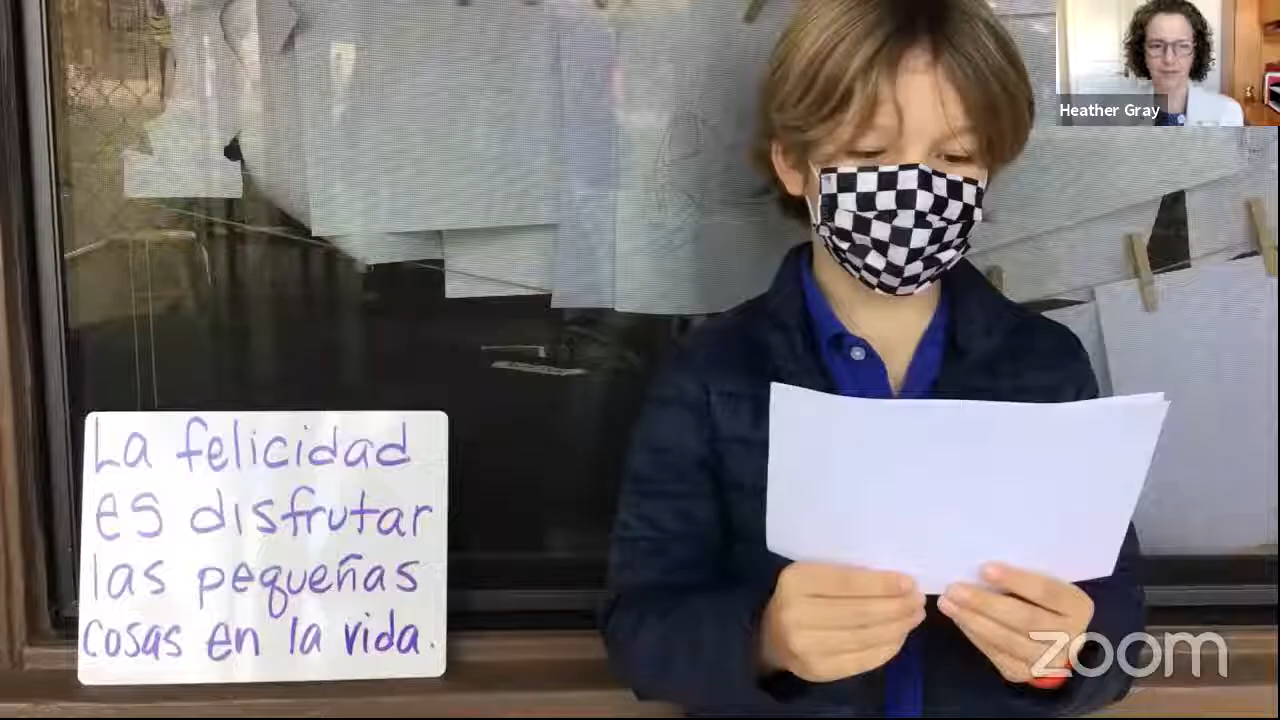 Heather Gray
La felicidad
es disfrutar
las pequeñas
cosas en la vida.
zoom